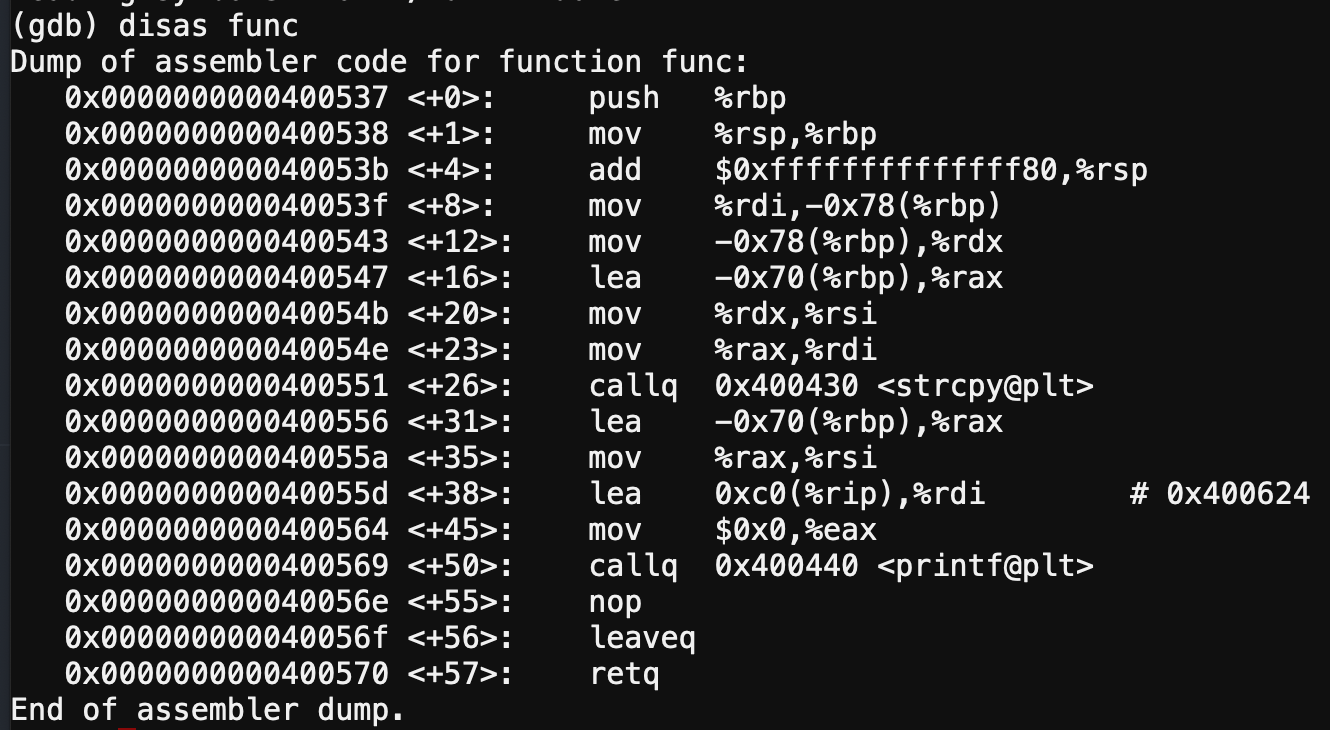 (gdb) disas func
Dump of assembler code for function func:
   0x0000000000400537 <+0>:     push   %rbp
   0x0000000000400538 <+1>:     mov    %rsp,%rbp
   0x000000000040053b <+4>:     add    $0xffffffffffffff80,%rsp
   0x000000000040053f <+8>:     mov    %rdi,-0x78(%rbp)
   0x0000000000400543 <+12>:    mov    -0x78(%rbp),%rdx
   0x0000000000400547 <+16>:    lea    -0x70(%rbp),%rax
   0x000000000040054b <+20>:    mov    %rdx,%rsi
   0x000000000040054e <+23>:    mov    %rax,%rdi
   0x0000000000400551 <+26>:    callq  0x400430 <strcpy@plt>
   0x0000000000400556 <+31>:    lea    -0x70(%rbp),%rax
   0x000000000040055a <+35>:    mov    %rax,%rsi
   0x000000000040055d <+38>:    lea    0xc0(%rip),%rdi        # 0x400624
   0x0000000000400564 <+45>:    mov    $0x0,%eax
   0x0000000000400569 <+50>:    callq  0x400440 <printf@plt>
   0x000000000040056e <+55>:    nop
   0x000000000040056f <+56>:    leaveq
   0x0000000000400570 <+57>:    retq
End of assembler dump.